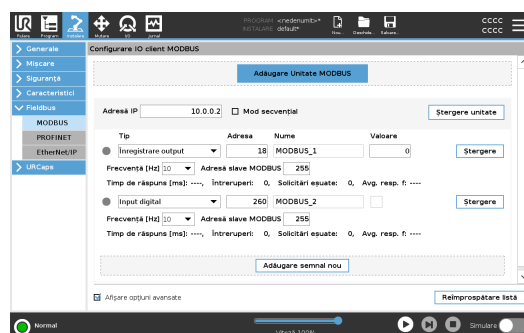 PROGRAM <nedenumit>*
INSTALARE default*
CCCC
CCCC
Rulare Program Instalare Mutare I/O Jurnal Nou... Deschide... Salvare...
Generale
Configurare IO client MODBUS
Miscare
Siguranță
Caracteristici
Fieldbus
MODBUS
PROFINET
EtherNet/IP
URCaps
Adăugare Unitate MODBUS
Adresă IP 10.0.0.2 Mod secvențial Ștergere unitate
Tip Adresa Nume Valoare
Înregistrare output 18 MODBUS_1 0 Ștergere
Frecvență [Hz] 10 Adresă slave MODBUS 255
Timp de răspuns [ms]: ----, Întreruperi: 0, Solicitări eșuate: 0, Avg. resp. f: ----
Input digital 260 MODBUS_2 Ștergere
Frecvență [Hz] 10 Adresă slave MODBUS 255
Timp de răspuns [ms]: ----, Întreruperi: 0, Solicitări eșuate: 0, Avg. resp. f: ----
Adăugare semnal nou
Afișare opțiuni avansate
Reîmprospătare listă
Normal
Viteză 100%
Simulare